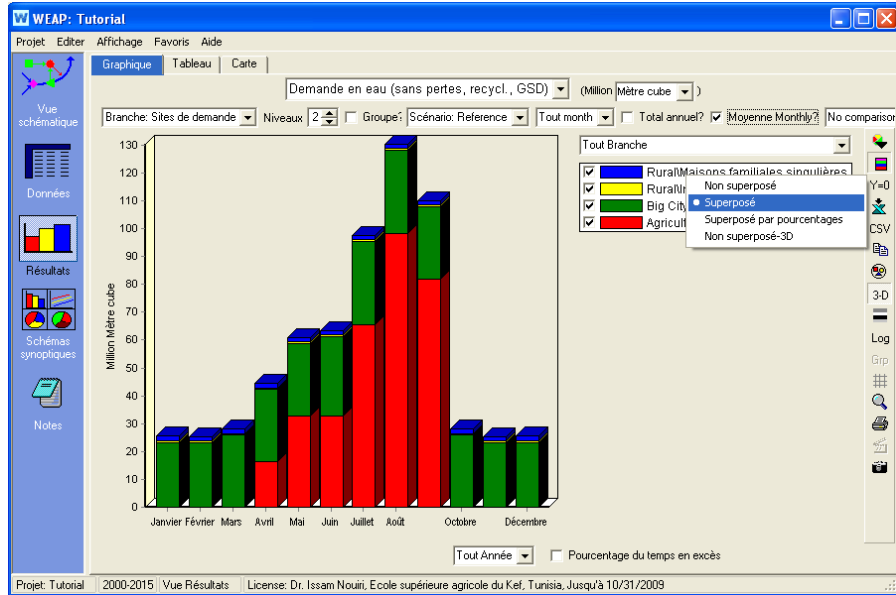 WEAP: Tutorial
Projet Editer Affichage Favoris Aide
Graphique Tableau Carte
Demande en eau (sans pertes, recycl., GSD) (Million Mètre cube )
Branche: Sites de demande Niveaux 2 Groupe? Scénario: Reference Tout month Total annuel? Moyenne Monthly? No comparison
Vue schématique
Données
Résultats
Schémas synoptiques
Notes
Tout Branche
Rural\Maisons familiales singulières
Rural\
Big City
Agricult
Non superposé
Superposé
Superposé par pourcentages
Non superposé-3D
Y=0
CSV
3-D
Log
Grp
Million Mètre cube
130
120
110
100
90
80
70
60
50
40
30
20
10
0
Janvier Février Mars Avril Mai Juin Juillet Août Octobre Décembre
Tout Année Pourcentage du temps en excès
Projet: Tutorial 2000-2015 Vue Résultats License: Dr. Issam Nouiri, Ecole supérieure agricole du Kef, Tunisia, Jusqu'à 10/31/2009